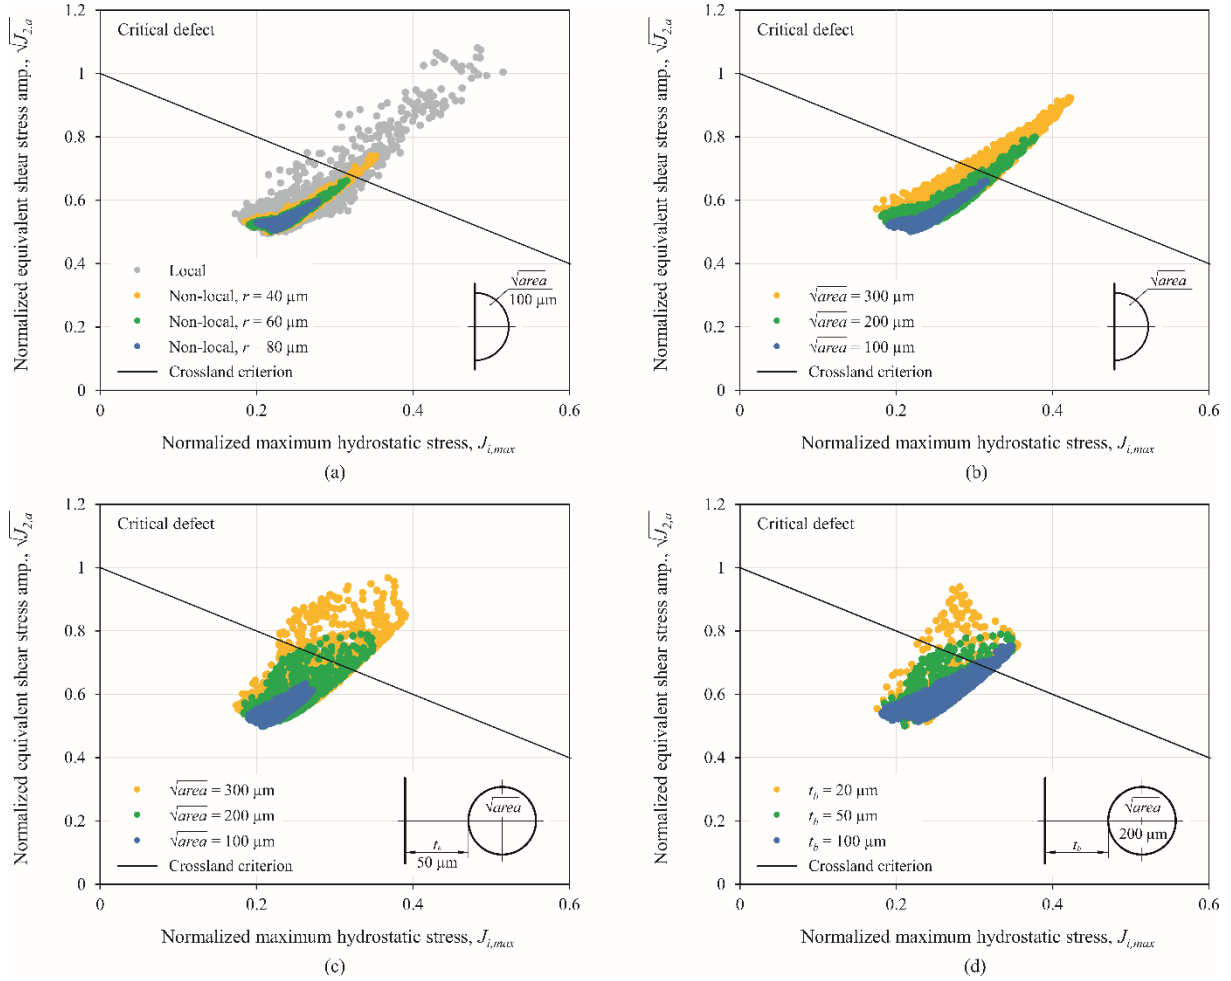 Normalized equivalent shear stress amp., √J2,a
1.2
1
0.8
0.6
0.4
0.2
0
Critical defect
Local
Non-local, r = 40 µm
Non-local, r = 60 µm
Non-local, r = 80 µm
Crossland criterion
√area
100 µm
0
0.2
0.4
0.6
Normalized maximum hydrostatic stress, Ji,max
(a)
Normalized equivalent shear stress amp., √J2,a
1.2
1
0.8
0.6
0.4
0.2
0
Critical defect
√area = 300 µm
√area = 200 µm
√area = 100 µm
Crossland criterion
√area
0
0.2
0.4
0.6
Normalized maximum hydrostatic stress, Ji,max
(b)
Normalized equivalent shear stress amp., √J2,a
1.2
1
0.8
0.6
0.4
0.2
0
Critical defect
√area = 300 µm
√area = 200 µm
√area = 100 µm
Crossland criterion
√area
tb
50 µm
0
0.2
0.4
0.6
Normalized maximum hydrostatic stress, Ji,max
(c)
Normalized equivalent shear stress amp., √J2,a
1.2
1
0.8
0.6
0.4
0.2
0
Critical defect
tb = 20 µm
tb = 50 µm
tb = 100 µm
Crossland criterion
√area
200 µm
tb
0
0.2
0.4
0.6
Normalized maximum hydrostatic stress, Ji,max
(d)